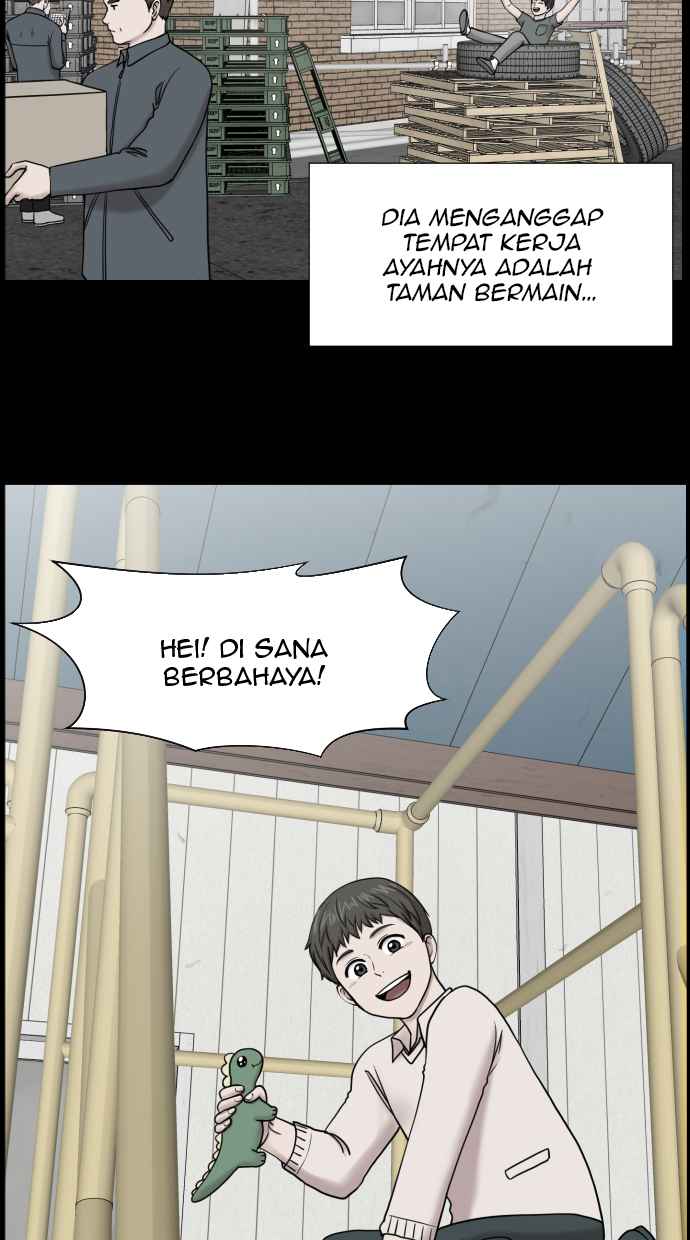 DIA MENGANGGAP
TEMPAT KERJA
AYAHNYA ADALAH
TAMAN BERMAIN...
HEI! DI SANA
BERBAHAYA!